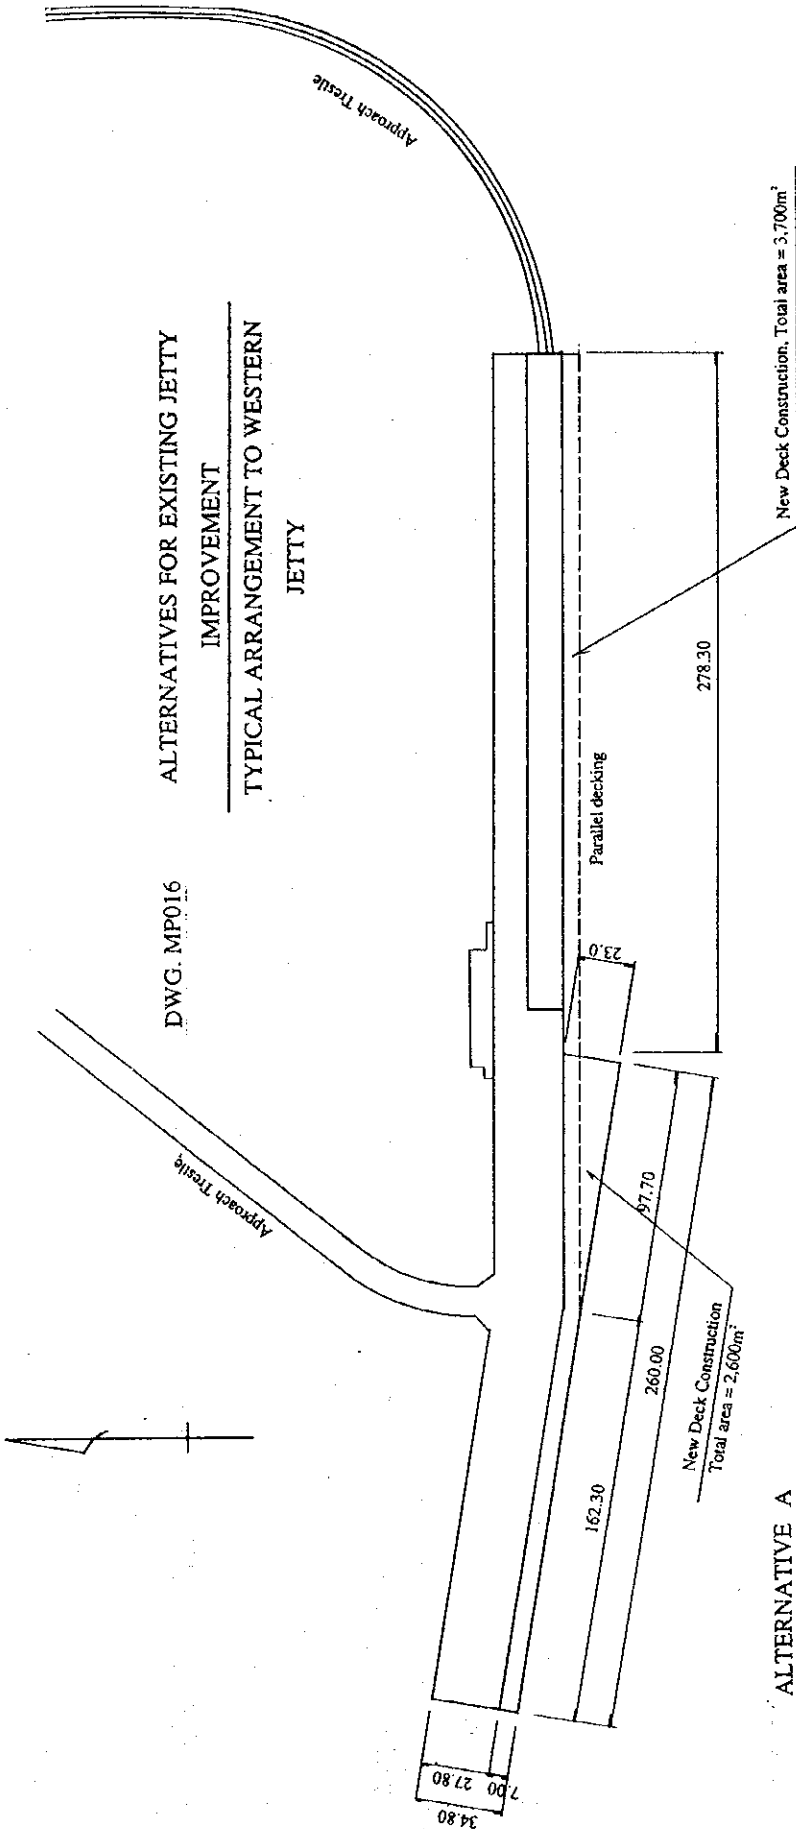 DWG. MP016
ALTERNATIVES FOR EXISTING JETTY
IMPROVEMENT
TYPICAL ARRANGEMENT TO WESTERN
JETTY
Approach Trestle
Approach Trestle
Parallel decking
23.0
278.30
New Deck Construction, Total area = 3,700m²
97.70
162.30
260.00
New Deck Construction
Total area = 2,600m²
7.00
27.80
34.80
ALTERNATIVE A